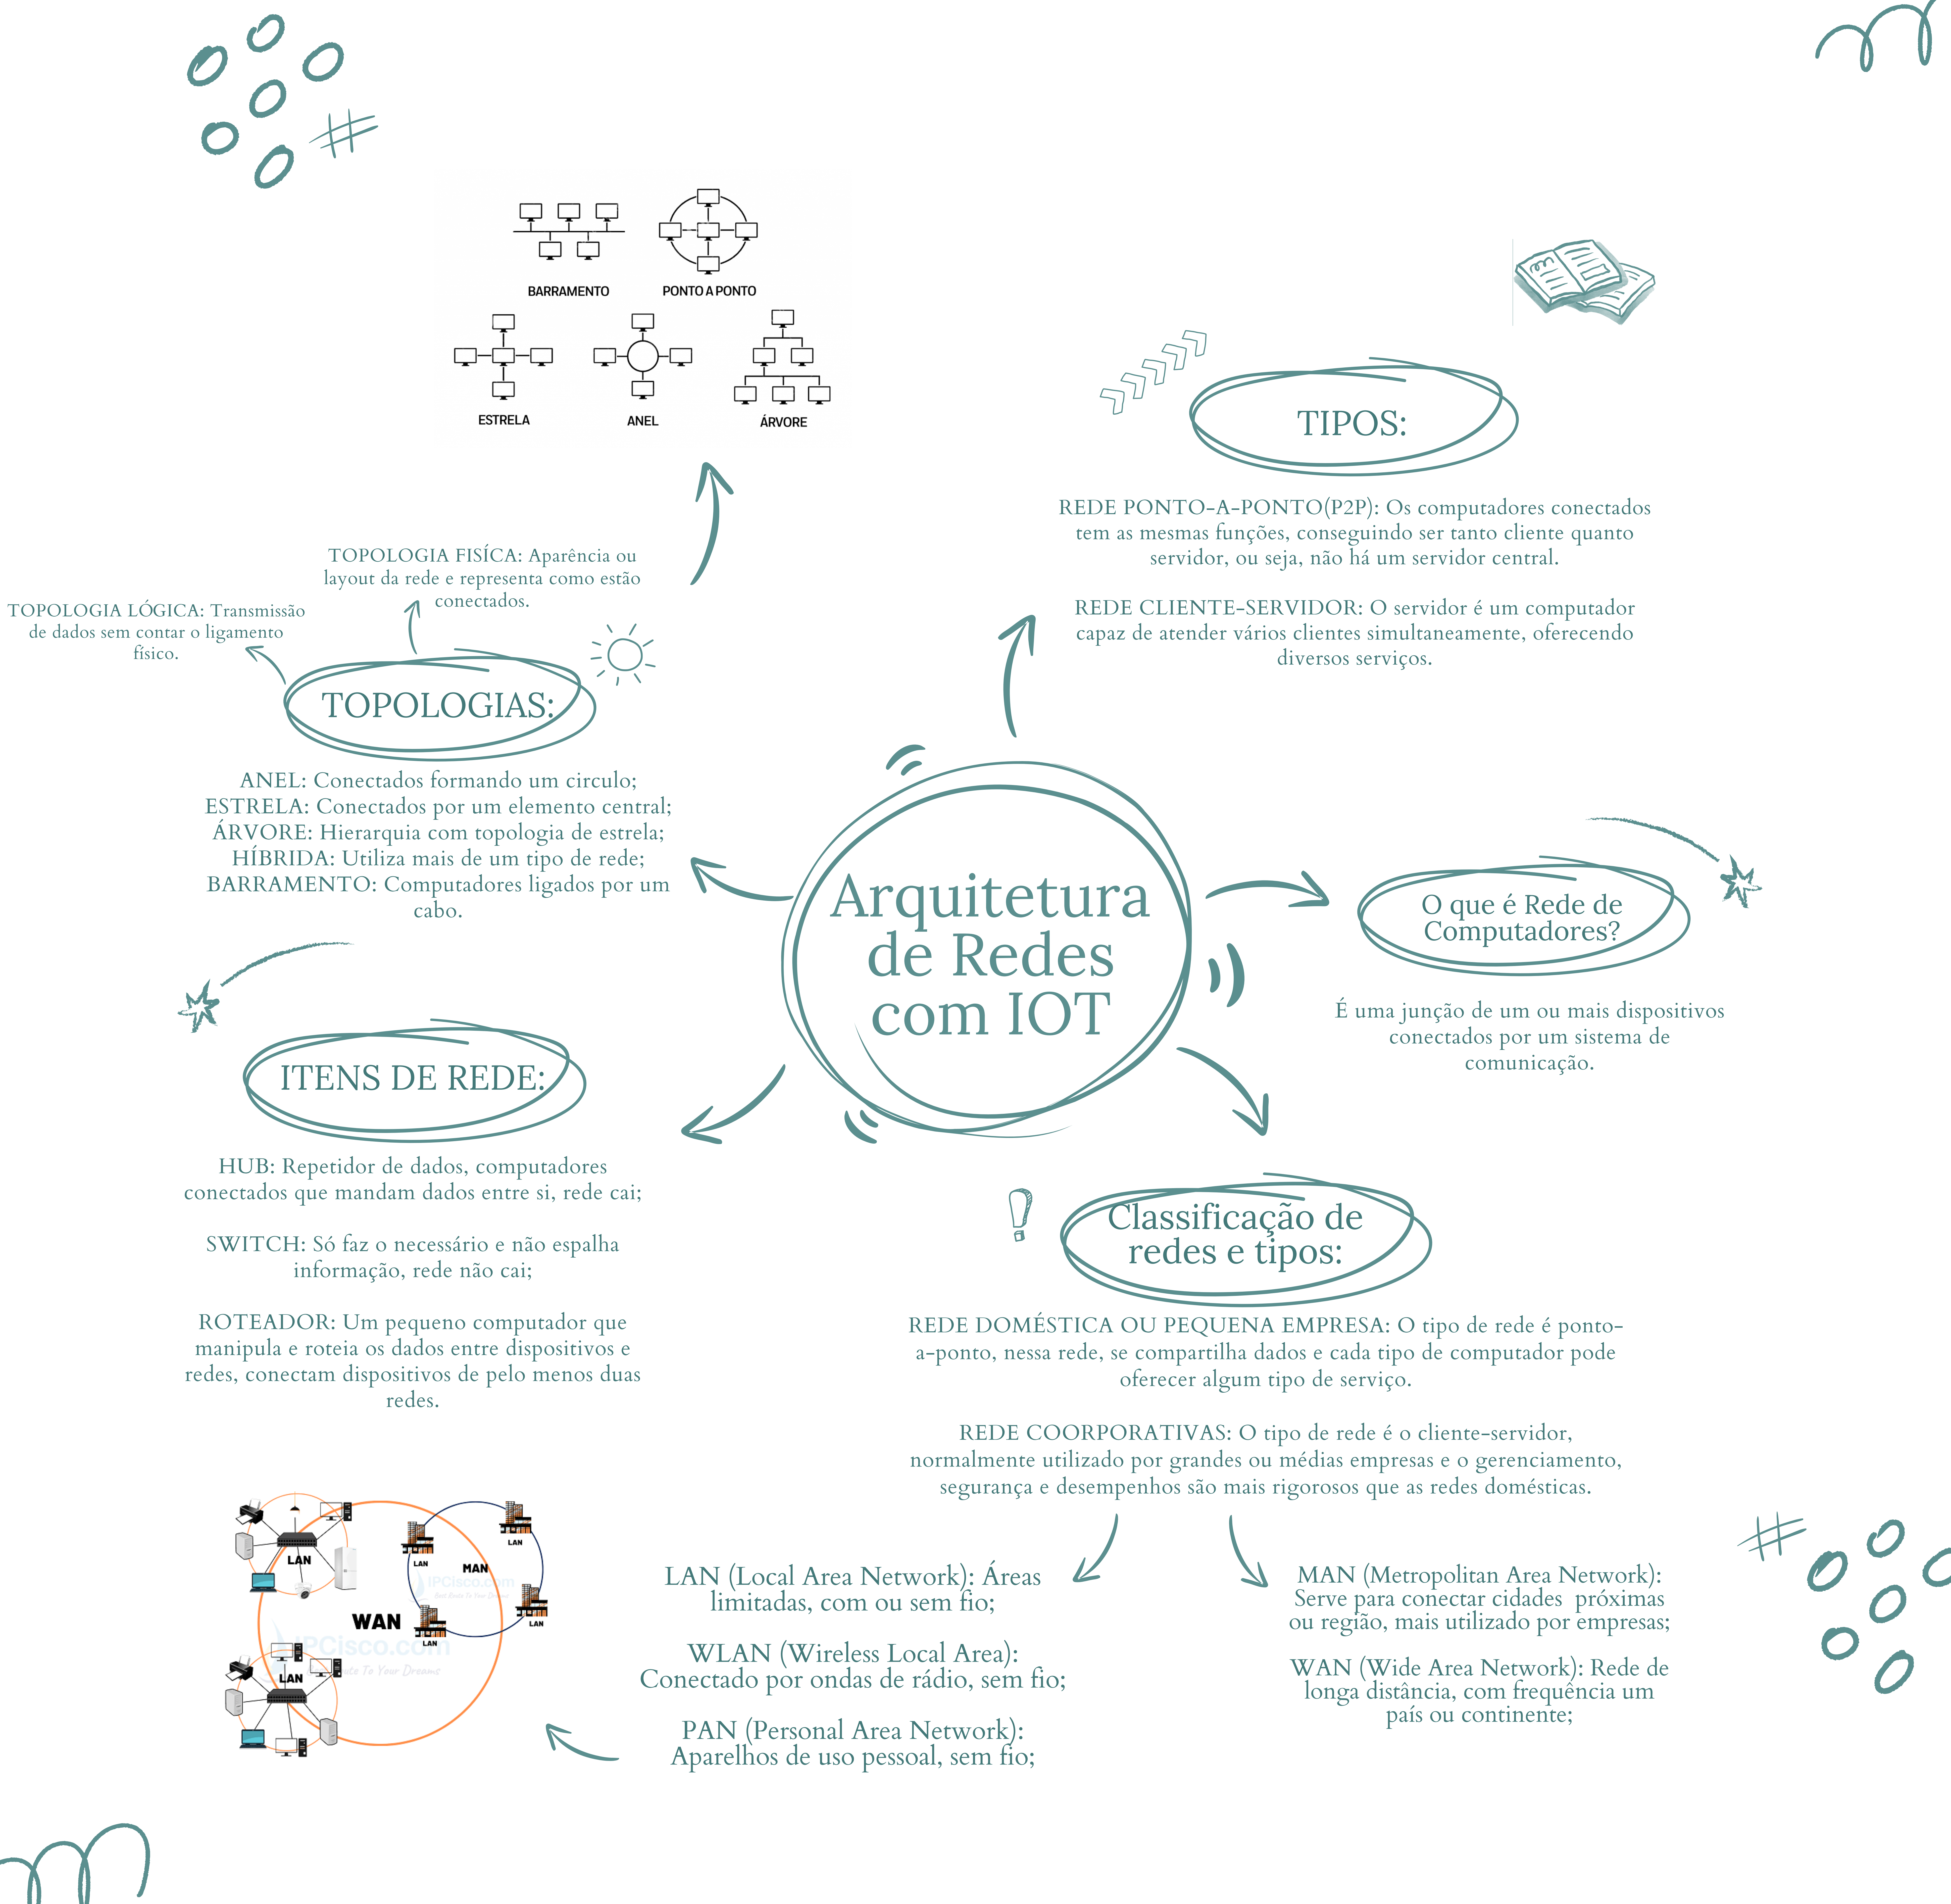 BARRAMENTO
PONTO A PONTO
ESTRELA
ANEL
ÁRVORE
TIPOS:
REDE PONTO-A-PONTO(P2P): Os computadores conectados
tem as mesmas funções, conseguindo ser tanto cliente quanto
servidor, ou seja, não há um servidor central.
REDE CLIENTE-SERVIDOR: O servidor é um computador
capaz de atender vários clientes simultaneamente, oferecendo
diversos serviços.
TOPOLOGIA FISÍCA: Aparência ou
layout da rede e representa como estão
conectados.
TOPOLOGIA LÓGICA: Transmissão
de dados sem contar o ligamento
físico.
TOPOLOGIAS:
ANEL: Conectados formando um circulo;
ESTRELA: Conectados por um elemento central;
ÁRVORE: Hierarquia com topologia de estrela;
HÍBRIDA: Utiliza mais de um tipo de rede;
BARRAMENTO: Computadores ligados por um
cabo.
Arquitetura
de Redes
com IOT
O que é Rede de
Computadores?
É uma junção de um ou mais dispositivos
conectados por um sistema de
comunicação.
ITENS DE REDE:
HUB: Repetidor de dados, computadores
conectados que mandam dados entre si, rede cai;
SWITCH: Só faz o necessário e não espalha
informação, rede não cai;
ROTEADOR: Um pequeno computador que
manipula e roteia os dados entre dispositivos e
redes, conectam dispositivos de pelo menos duas
redes.
Classificação de
redes e tipos:
REDE DOMÉSTICA OU PEQUENA EMPRESA: O tipo de rede é ponto-
a-ponto, nessa rede, se compartilha dados e cada tipo de computador pode
oferecer algum tipo de serviço.
REDE COORPORATIVAS: O tipo de rede é o cliente-servidor,
normalmente utilizado por grandes ou médias empresas e o gerenciamento,
segurança e desempenhos são mais rigorosos que as redes domésticas.
LAN (Local Area Network): Áreas
limitadas, com ou sem fio;
WLAN (Wireless Local Area):
Conectado por ondas de rádio, sem fio;
PAN (Personal Area Network):
Aparelhos de uso pessoal, sem fio;
MAN (Metropolitan Area Network):
Serve para conectar cidades próximas
ou região, mais utilizado por empresas;
WAN (Wide Area Network): Rede de
longa distância, com frequência um
país ou continente;
LAN
LAN
LAN
MAN
IPCisco.com
LAN
LAN
WAN
IPCisco.com
To Your Dreams
LAN